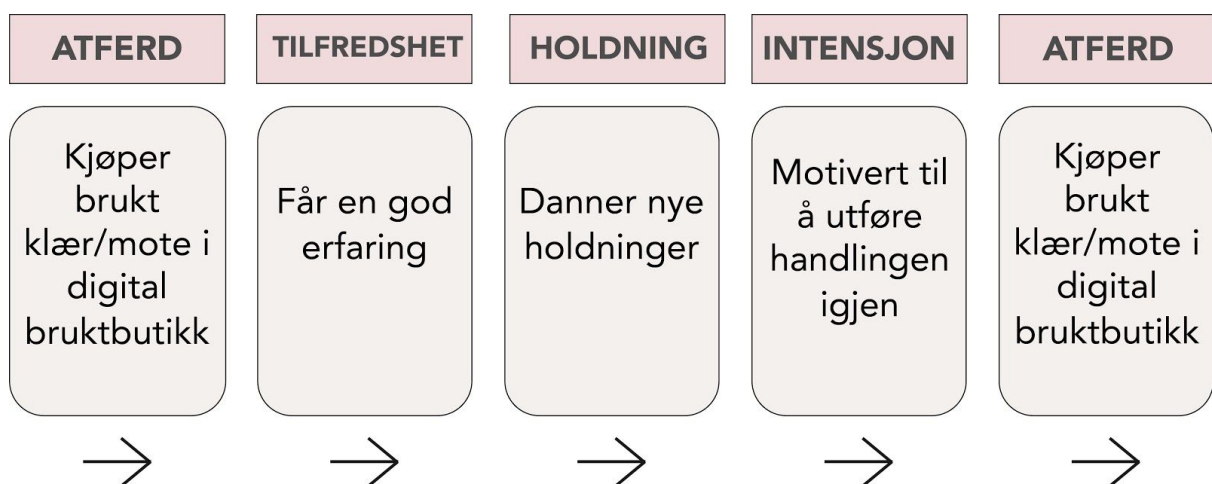 ATFERD
TILFREDSHET
HOLDNING
INTENSJON
ATFERD
Kjøper
brukt
klær/mote i
digital
bruktbutikk
Får en god
erfaring
Danner nye
holdninger
Motivert til
å utføre
handlingen
igjen
Kjøper
brukt
klær/mote i
digital
bruktbutikk